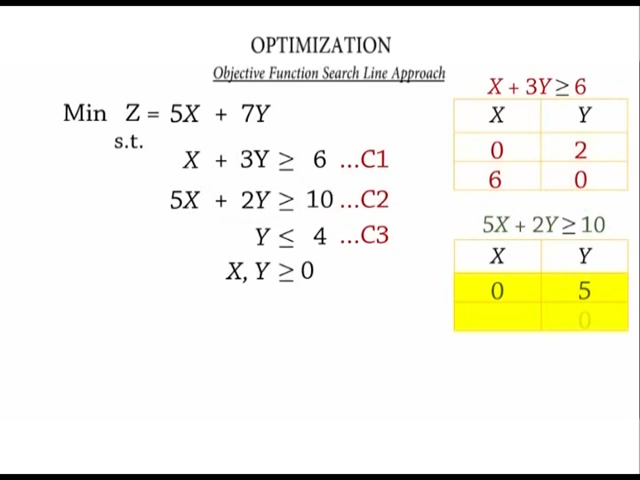 OPTIMIZATION
Objective Function Search Line Approach
Min Z = 5X + 7Y
s.t.
X + 3Y ≥ 6 ...C1
5X + 2Y ≥ 10 ...C2
Y ≤ 4 ...C3
X, Y ≥ 0
X + 3Y ≥ 6
X Y
0 2
6 0
5X + 2Y ≥ 10
X Y
0 5
0